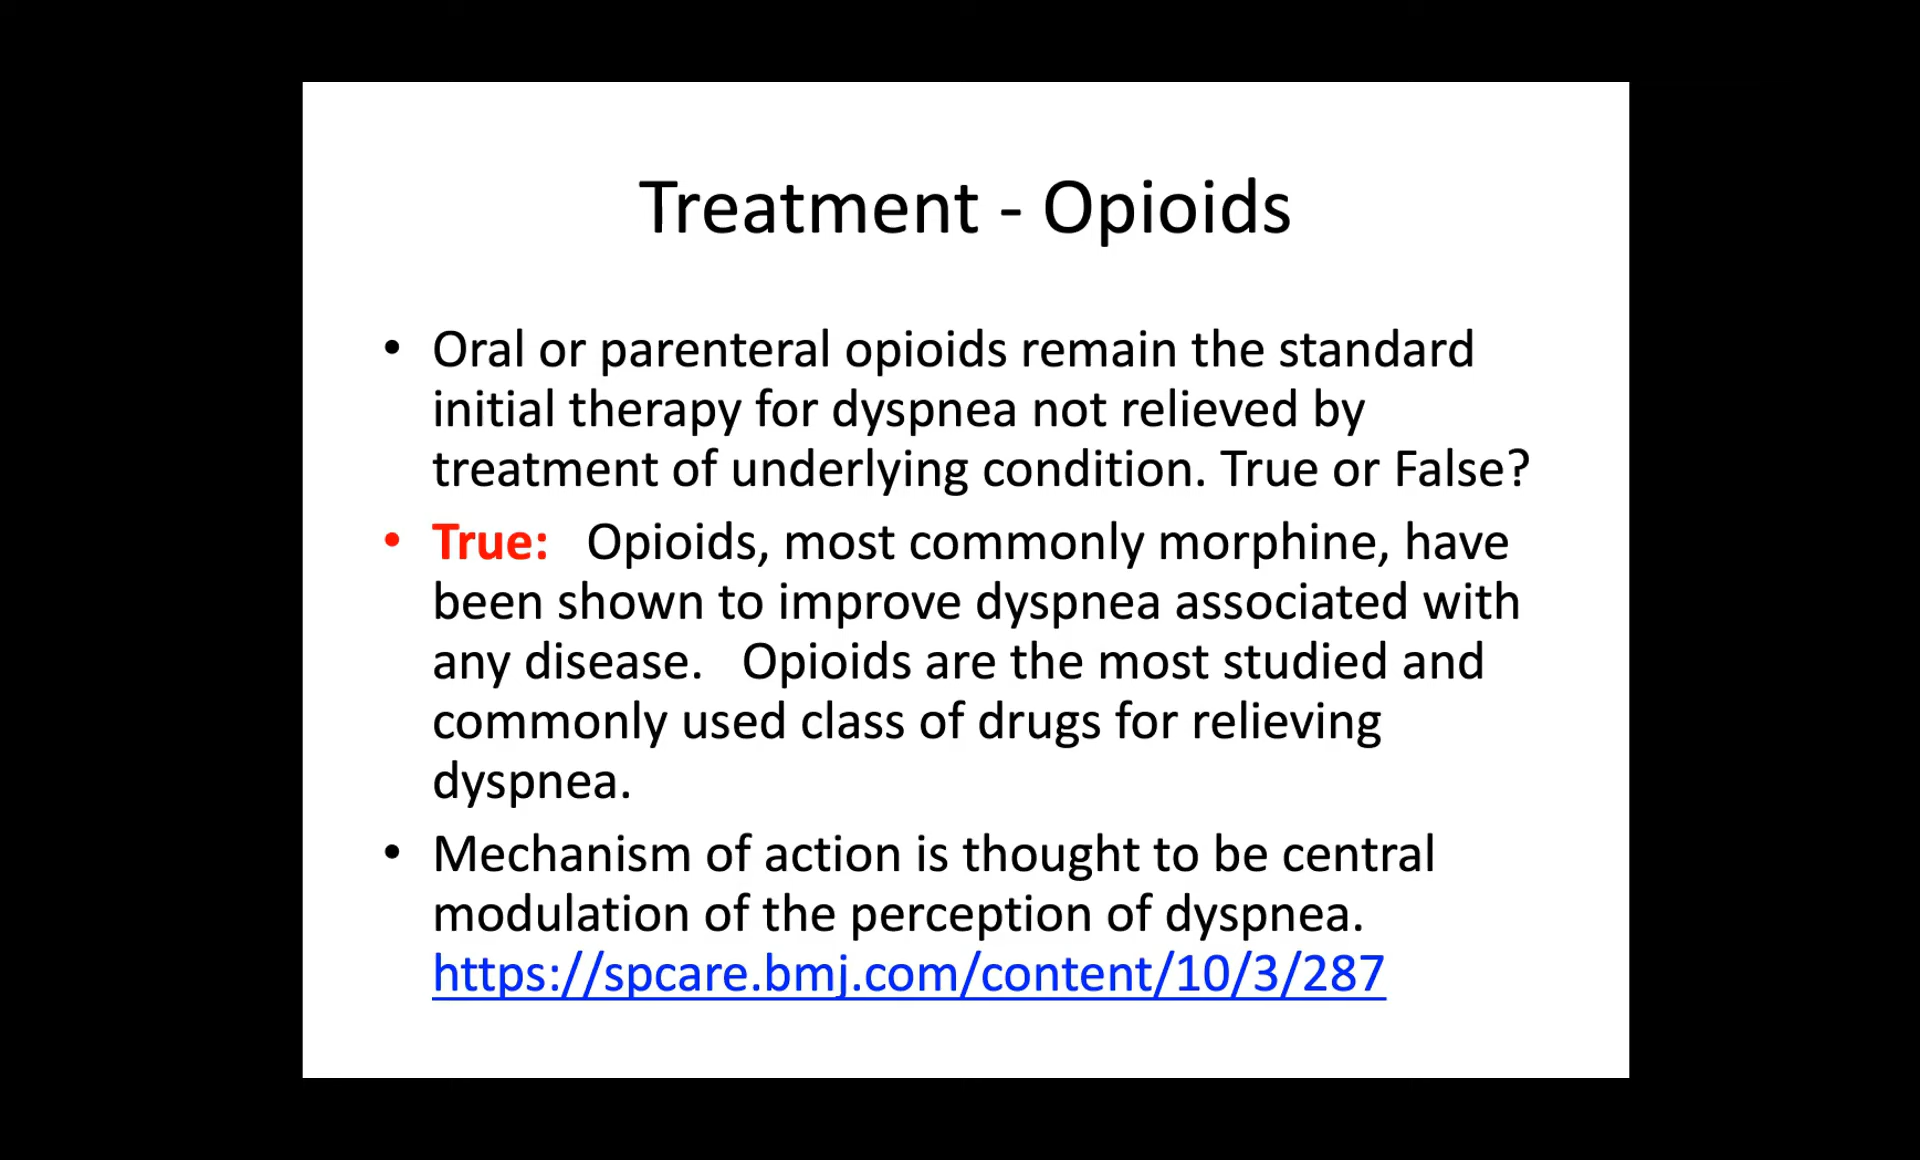 Treatment - Opioids
• Oral or parenteral opioids remain the standard
initial therapy for dyspnea not relieved by
treatment of underlying condition. True or False?
• True:   Opioids, most commonly morphine, have
been shown to improve dyspnea associated with
any disease.   Opioids are the most studied and
commonly used class of drugs for relieving
dyspnea.
• Mechanism of action is thought to be central
modulation of the perception of dyspnea.
https://spcare.bmj.com/content/10/3/287